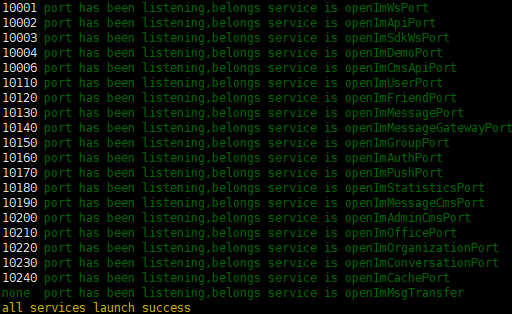 10001 port has been listening,belongs service is openImWsPort
10002 port has been listening,belongs service is openImApiPort
10003 port has been listening,belongs service is openImSdkWsPort
10004 port has been listening,belongs service is openImDemoPort
10006 port has been listening,belongs service is openImCmsApiPort
10110 port has been listening,belongs service is openImUserPort
10120 port has been listening,belongs service is openImFriendPort
10130 port has been listening,belongs service is openImMessagePort
10140 port has been listening,belongs service is openImMessageGatewayPort
10150 port has been listening,belongs service is openImGroupPort
10160 port has been listening,belongs service is openImAuthPort
10170 port has been listening,belongs service is openImPushPort
10180 port has been listening,belongs service is openImStatisticsPort
10190 port has been listening,belongs service is openImMessageCmsPort
10200 port has been listening,belongs service is openImAdminCmsPort
10210 port has been listening,belongs service is openImOfficePort
10220 port has been listening,belongs service is openImOrganizationPort
10230 port has been listening,belongs service is openImConversationPort
10240 port has been listening,belongs service is openImCachePort
none  port has been listening,belongs service is openImMsgTransfer
all services launch success